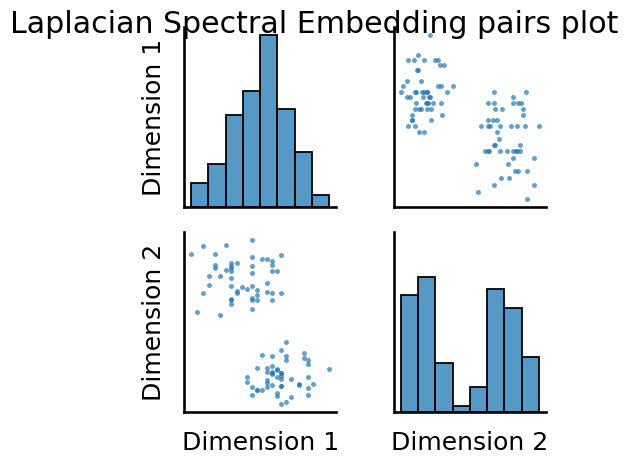 Laplacian Spectral Embedding pairs plot
Dimension 1
Dimension 2
Dimension 1
Dimension 2